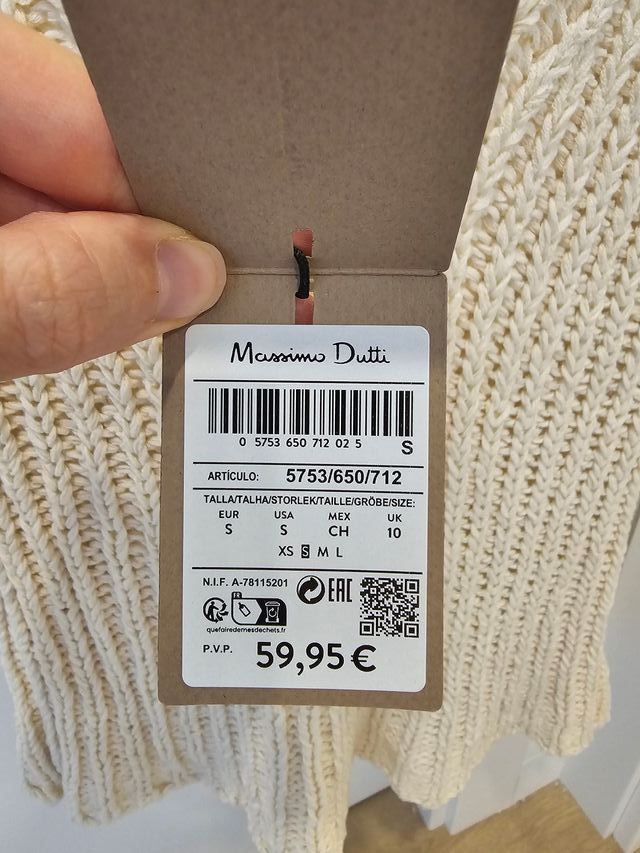 Massimo Dutti
0 5753 650 712 02 5
S
ARTÍCULO: 5753/650/712
TALLA/TALHA/STORLEK/TAILLE/GRÖBE/SIZE:
EUR USA MEX UK
S S CH 10
XS S M L
N.I.F. A-78115201
EAC
FR
quefairedemesdechets.fr
P.V.P. 59,95 €